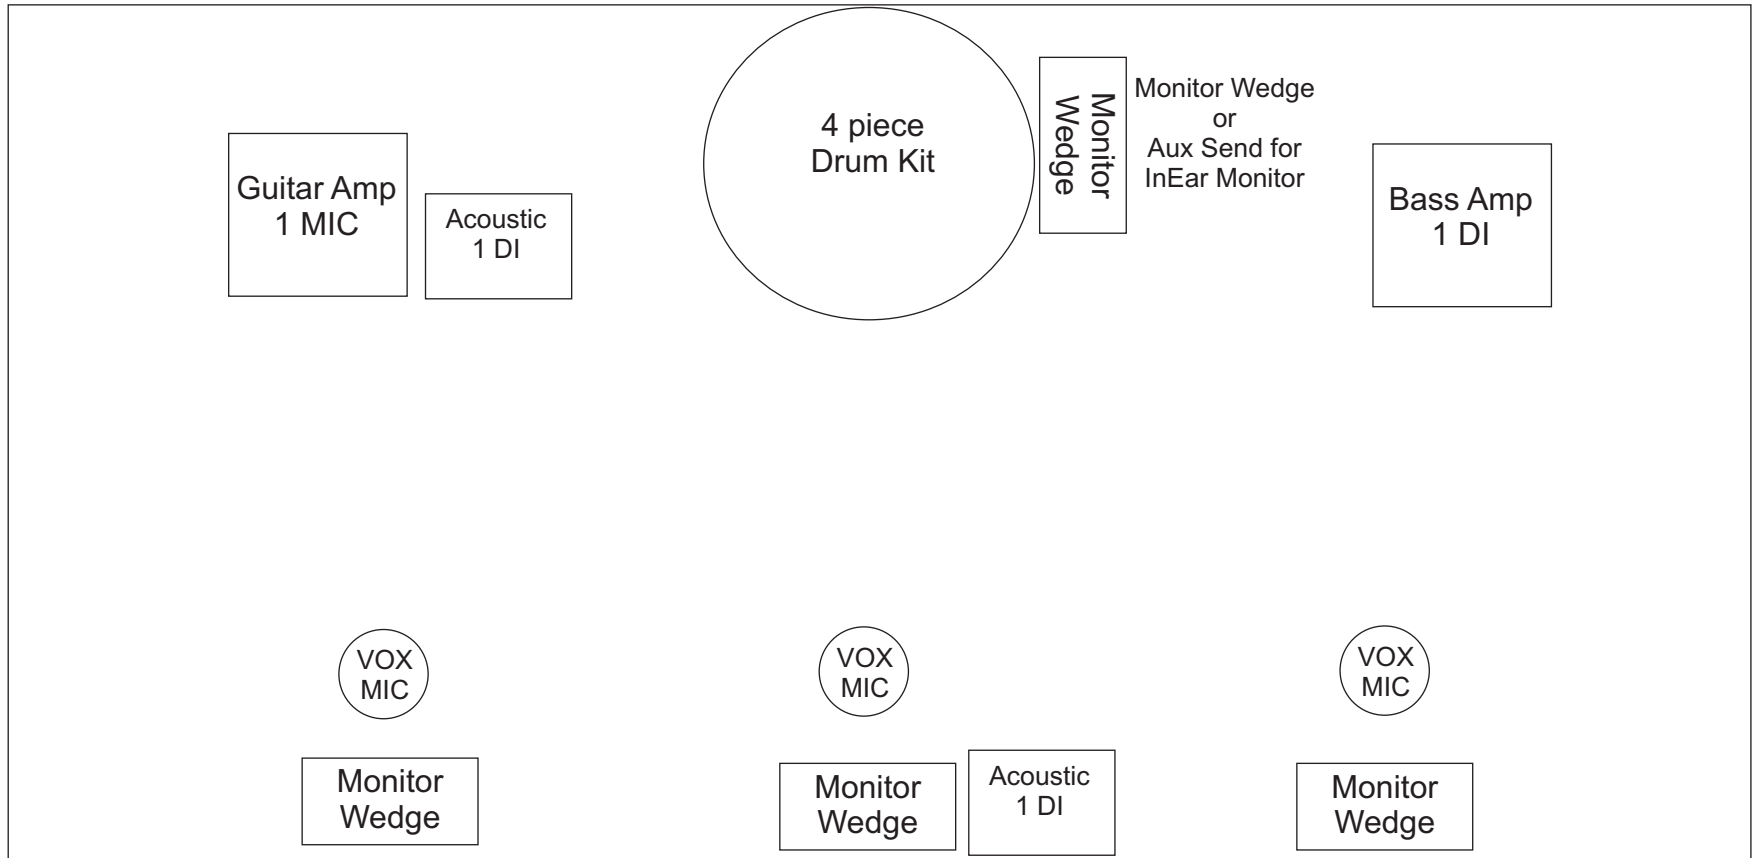 4 piece
Drum Kit
Monitor
Wedge
Monitor Wedge
or
Aux Send for
InEar Monitor
Guitar Amp
1 MIC
Acoustic
1 DI
Bass Amp
1 DI
VOX
MIC
VOX
MIC
VOX
MIC
Monitor
Wedge
Monitor
Wedge
Acoustic
1 DI
Monitor
Wedge